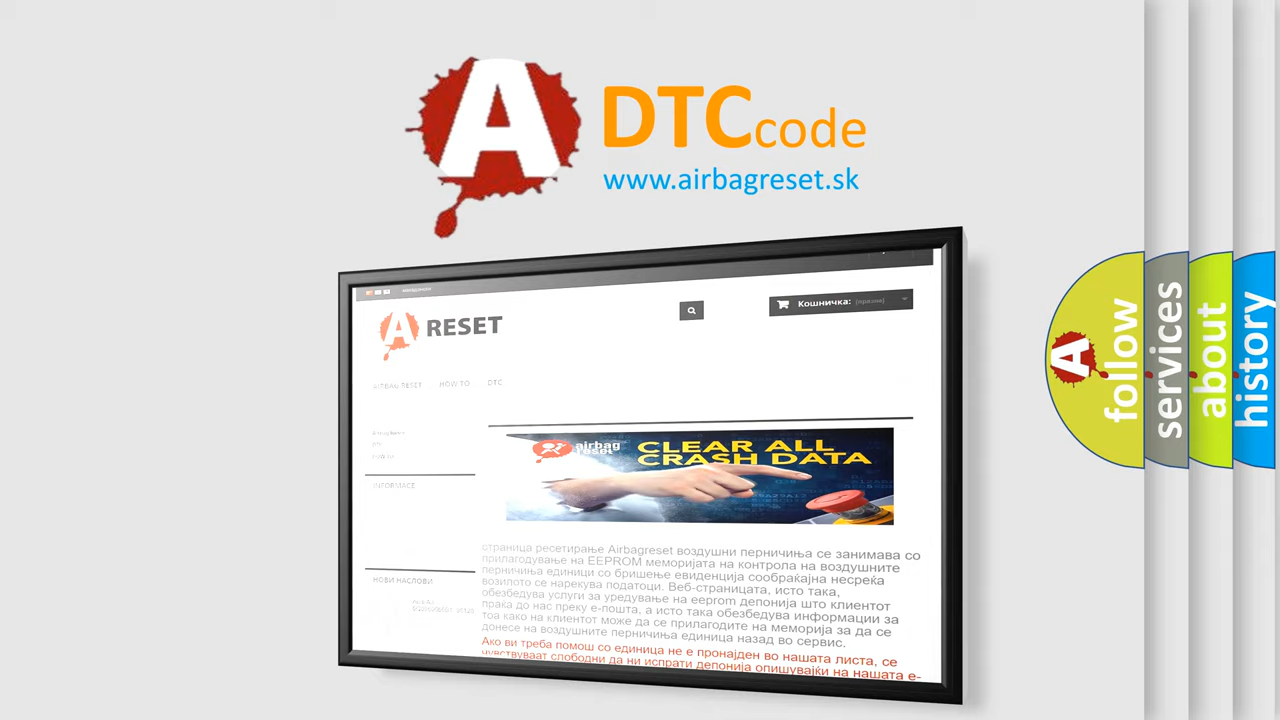 A DTCcode
www.airbagreset.sk
A RESET
Кошничка: (празни)
AIRBAG RESET HOW TO... DTC
airbag
reset
CLEAR ALL
CRASH DATA
INFORMACE
НОВИ НАСЛОВИ
страница ресетирање Airbagreset воздушни перничиња се занимава со
прилагодување на EEPROM меморијата на контрола на воздушните
перничиња единици со бришење евиденција сообраќајна несреќа
возилото се нарекува податоци. Веб-страницата, исто така,
обезбедува услуги за уредување на eeprom депонија што клиентот
праќа до нас преку е-пошта, а исто така обезбедува информации за
тоа како на клиентот може да се прилагодите на меморија за да се
донесе на воздушните перничиња единица назад во сервис.
Ако ви треба помош со единица не е пронајден во нашата листа, се
чувствуваат слободни да ни испрати депонија опишувајќи на нашата е-
A follow
services
about
history